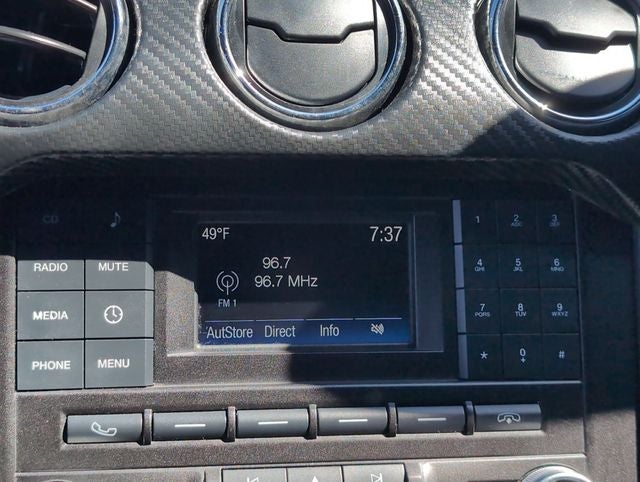 CD
RADIO MUTE
MEDIA
PHONE MENU
49°F 7:37
96.7
96.7 MHz
FM 1
AutStore Direct Info
1 2 ABC 3 DEF
4 GHI 5 JKL 6 MNO
7 PQRS 8 TUV 9 WXYZ
* 0 + #